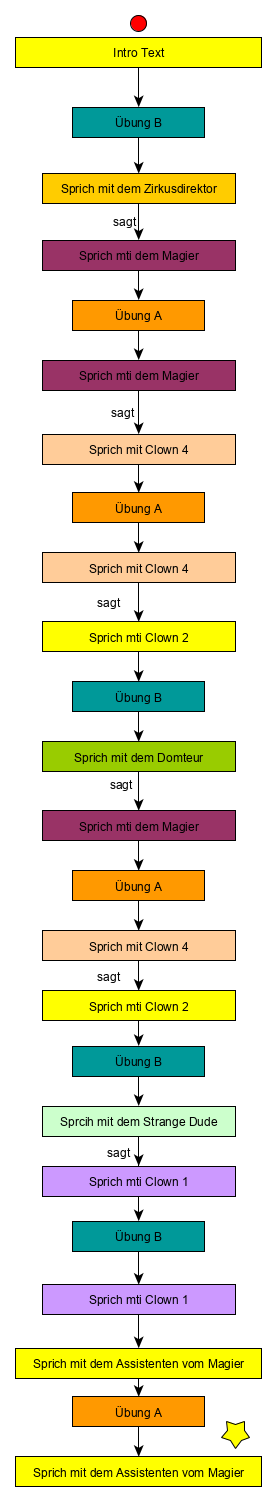 Intro Text
Übung B
Sprich mit dem Zirkusdirektor
sagt
Sprich mti dem Magier
Übung A
Sprich mti dem Magier
sagt
Sprich mit Clown 4
Übung A
Sprich mit Clown 4
sagt
Sprich mti Clown 2
Übung B
Sprich mit dem Domteur
sagt
Sprich mti dem Magier
Übung A
Sprich mit Clown 4
sagt
Sprich mti Clown 2
Übung B
Sprcih mit dem Strange Dude
sagt
Sprich mti Clown 1
Übung B
Sprich mti Clown 1
Sprich mit dem Assistenten vom Magier
Übung A
Sprich mit dem Assistenten vom Magier